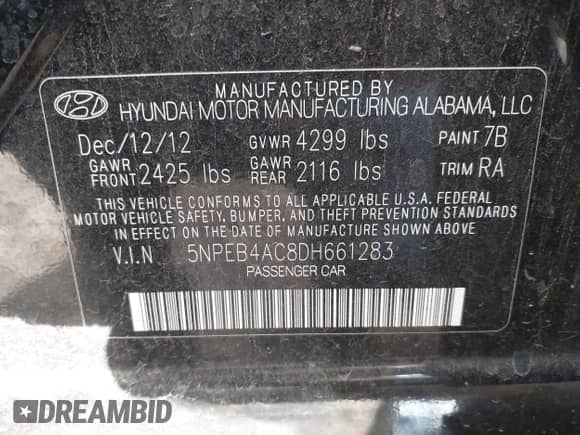 MANUFACTURED BY
HYUNDAI MOTOR MANUFACTURING ALABAMA, LLC
Dec/12/12 GVWR 4299 lbs PAINT 7B
GAWR FRONT 2425 lbs GAWR REAR 2116 lbs TRIM RA
THIS VEHICLE CONFORMS TO ALL APPLICABLE U.S.A. FEDERAL
MOTOR VEHICLE SAFETY, BUMPER, AND THEFT PREVENTION STANDARDS
IN EFFECT ON THE DATE OF MANUFACTURE SHOWN ABOVE
V.I.N 5NPEB4AC8DH661283
PASSENGER CAR
DREAMBID